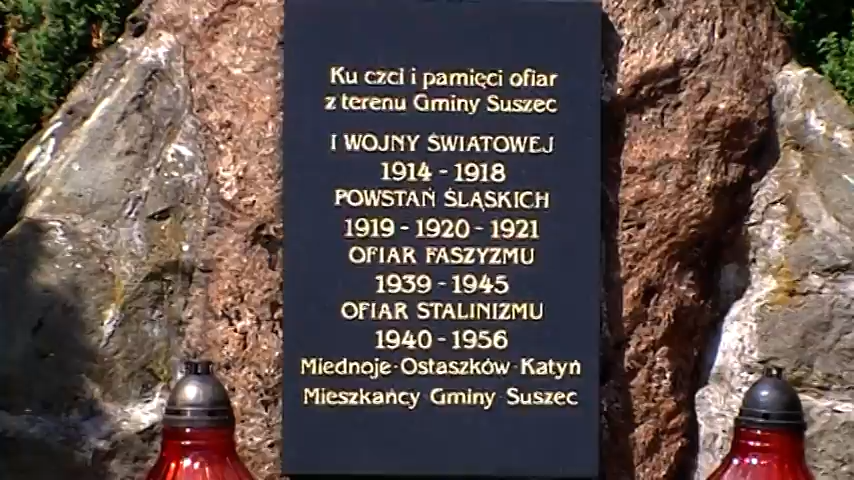 Ku czci i pamięci ofiar
z terenu Gminy Suszec
I WOJNY ŚWIATOWEJ
1914 - 1918
POWSTAŃ ŚLĄSKICH
1919 - 1920 - 1921
OFIAR FASZYZMU
1939 - 1945
OFIAR STALINIZMU
1940 - 1956
Miednoje, Ostaszków, Katyń
MIESZKAŃCY GMINY SUSZEC